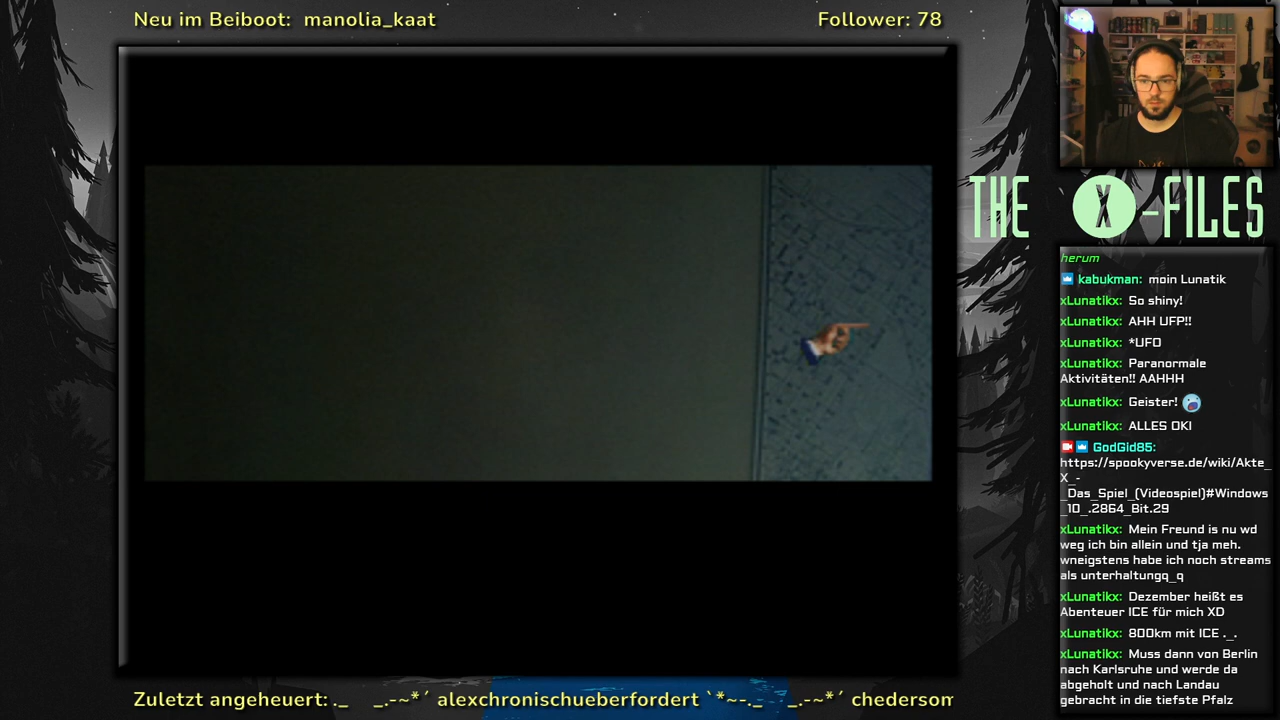 Neu im Beiboot: manolia_kaat
Follower: 78
THE X-FILES
herum
kabukman: moin Lunatik
xLunatikx: So shiny!
xLunatikx: AHH UFP!!
xLunatikx: *UFO
xLunatikx: Paranormale
Aktivitäten!! AAHHH
xLunatikx: Geister!
xLunatikx: ALLES OKI
GodGid85:
https://spookyverse.de/wiki/Akte_
X_-
_Das_Spiel_(Videospiel)#Windows
_10_.2864_Bit.29
xLunatikx: Mein Freund is nu wd
weg ich bin allein und tja meh.
wneigstens habe ich noch streams
als unterhaltungq_q
xLunatikx: Dezember heißt es
Abenteuer ICE für mich XD
xLunatikx: 800km mit ICE ._.
xLunatikx: Muss dann von Berlin
nach Karlsruhe und werde da
abgeholt und nach Landau
gebracht in die tiefste Pfalz
Zuletzt angeheuert: ._ _.-~*´ alexchronischueberfordert `*~-._ _.-~*´ chedersom